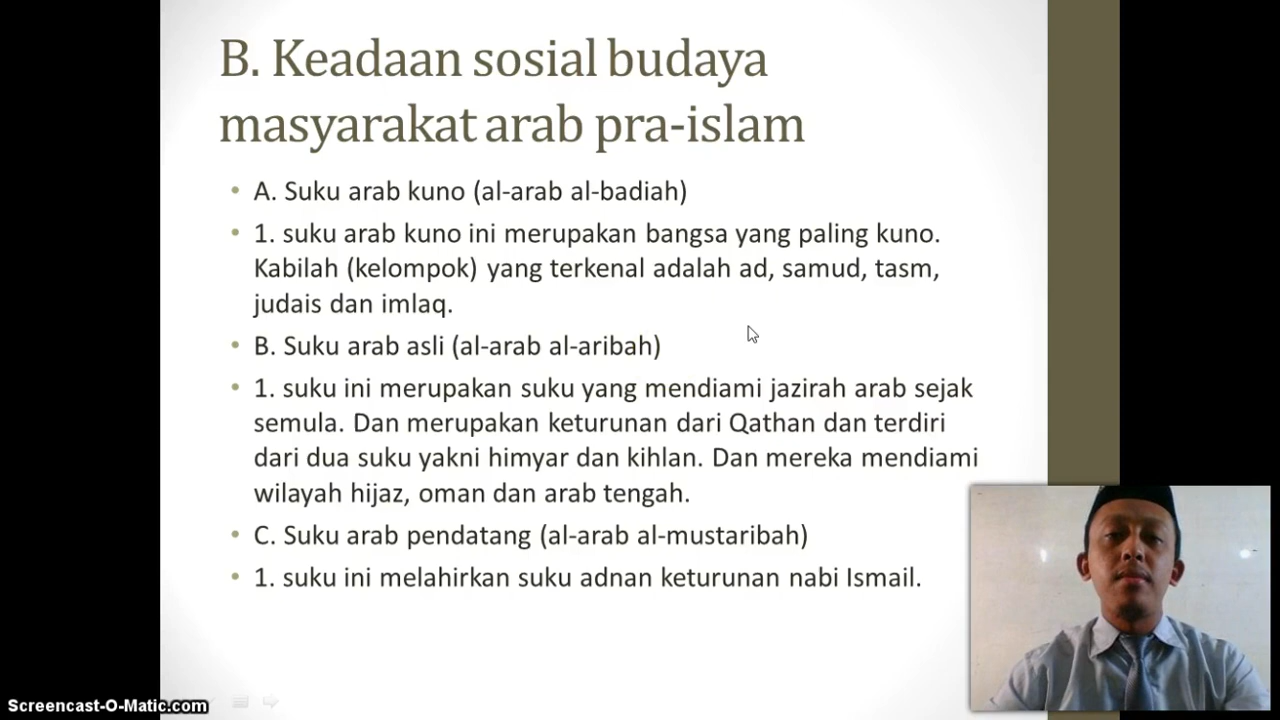 B. Keadaan sosial budaya
masyarakat arab pra-islam
• A. Suku arab kuno (al-arab al-badiah)
• 1. suku arab kuno ini merupakan bangsa yang paling kuno.
Kabilah (kelompok) yang terkenal adalah ad, samud, tasm,
judais dan imlaq.
• B. Suku arab asli (al-arab al-aribah)
• 1. suku ini merupakan suku yang mendiami jazirah arab sejak
semula. Dan merupakan keturunan dari Qathan dan terdiri
dari dua suku yakni himyar dan kihlan. Dan mereka mendiami
wilayah hijaz, oman dan arab tengah.
• C. Suku arab pendatang (al-arab al-mustaribah)
• 1. suku ini melahirkan suku adnan keturunan nabi Ismail.
Screencast-O-Matic.com